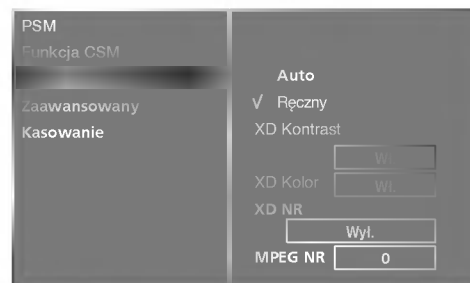 PSM
Funkcja CSM
Zaawansowany
Kasowanie
Auto
√ Ręczny
XD Kontrast
Wł.
XD Kolor Wł.
XD NR
Wył.
MPEG NR 0